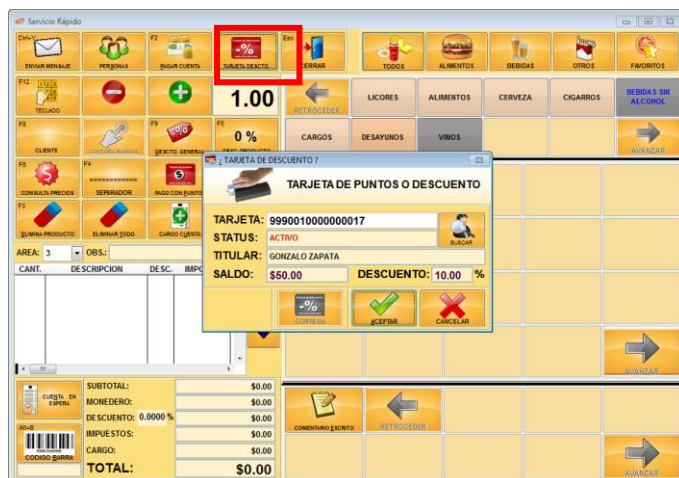 Servicio Rápido
Ctrl+V
ENVIAR MENSAJE
PERSONAS
F2
PAGAR CUENTA
TARJETA DESCTO.
Esc
CERRAR
TODOS
ALIMENTOS
BEBIDAS
OTROS
FAVORITOS
F12
TECLADO
1.00
RETROCEDER
LICORES
ALIMENTOS
CERVEZA
CIGARROS
BEBIDAS SIN
ALCOHOL
F8
CLIENTE
F9
DESCTO. GENERAL
F5
0 %
DESC. PRODUCTO
CARGOS
DESAYUNOS
VINOS
AVANZAR
CONSULTA PRECIOS
F4
SEPARADOR
PAGO CON PUNTO
F3
ELIMINA PRODUCTO
ELIMINAR TODO
CARGO CUENTA
¿ TARJETA DE DESCUENTO ?
TARJETA DE PUNTOS O DESCUENTO
TARJETA: 9990010000000017
STATUS: ACTIVO
BUSCAR
TITULAR: GONZALO ZAPATA
SALDO: $50.00 DESCUENTO: 10.00 %
CORTESIA
ACEPTAR
CANCELAR
AREA: 3 OBS.:
CANT. DESCRIPCION DESC. IMPO
AVANZAR
CUENTA EN
ESPERA
SUBTOTAL: $0.00
MONEDERO: $0.00
DESCUENTO: 0.0000 % $0.00
IMPUESTOS: $0.00
CARGO: $0.00
TOTAL: $0.00
Alt+B
CODIGO BARRA
COMENTARIO ESCRITO
RETROCEDER
AVANZAR